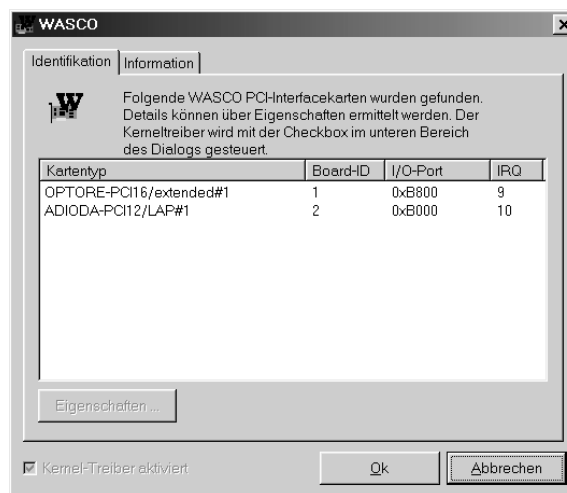 WASCO
Identifikation Information
W
Folgende WASCO PCI-Interfacekarten wurden gefunden.
Details können über Eigenschaften ermittelt werden. Der
Kerneltreiber wird mit der Checkbox im unteren Bereich
des Dialogs gesteuert.
Kartentyp Board-ID I/O-Port IRQ
OPTORE-PCI16/extended#1 1 0xB800 9
ADIODA-PCI12/LAP#1 2 0xB000 10
Eigenschaften ...
Kernel-Treiber aktiviert Ok Abbrechen